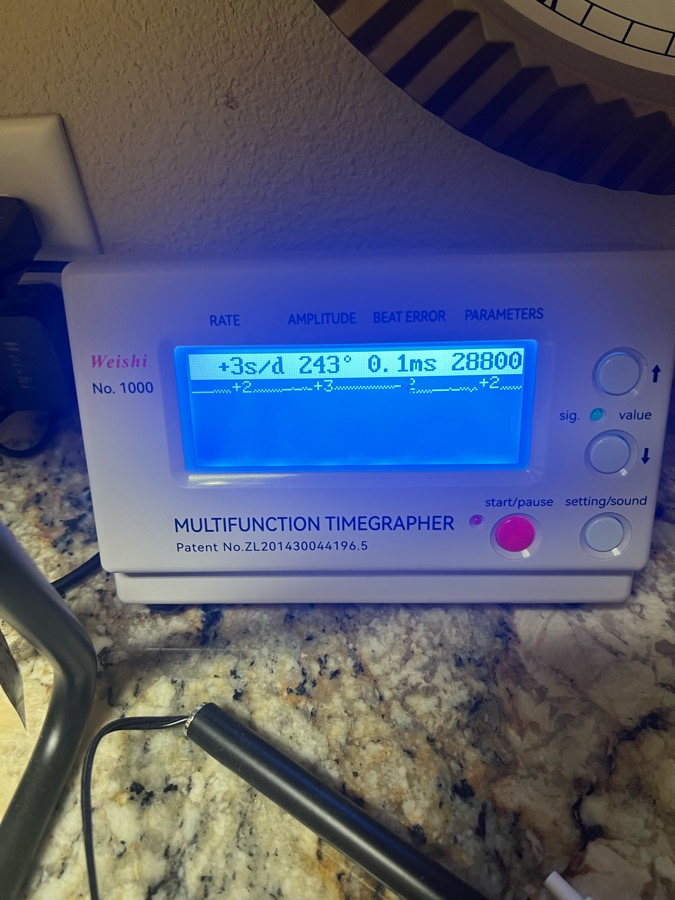 RATE AMPLITUDE BEAT ERROR PARAMETERS
Weishi
No. 1000
+3s/d 243° 0.1ms 28800
+2 +3 +2
sig. value
start/pause setting/sound
MULTIFUNCTION TIMEGRAPHER
Patent No.ZL201430044196.5